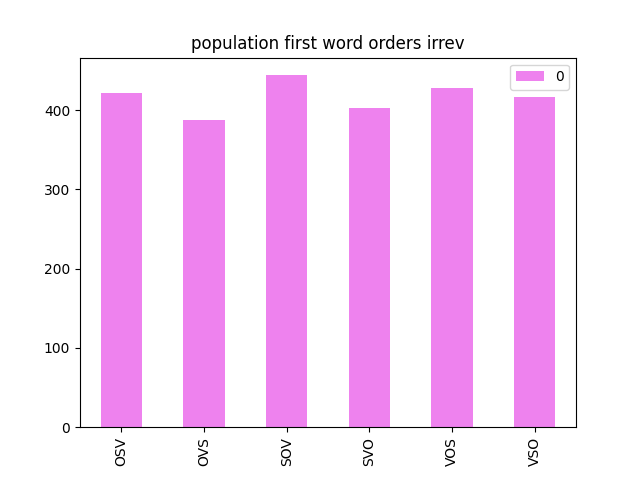 population first word orders irrev
0
400
300
200
100
0
OSV
OVS
SOV
SVO
VOS
VSO